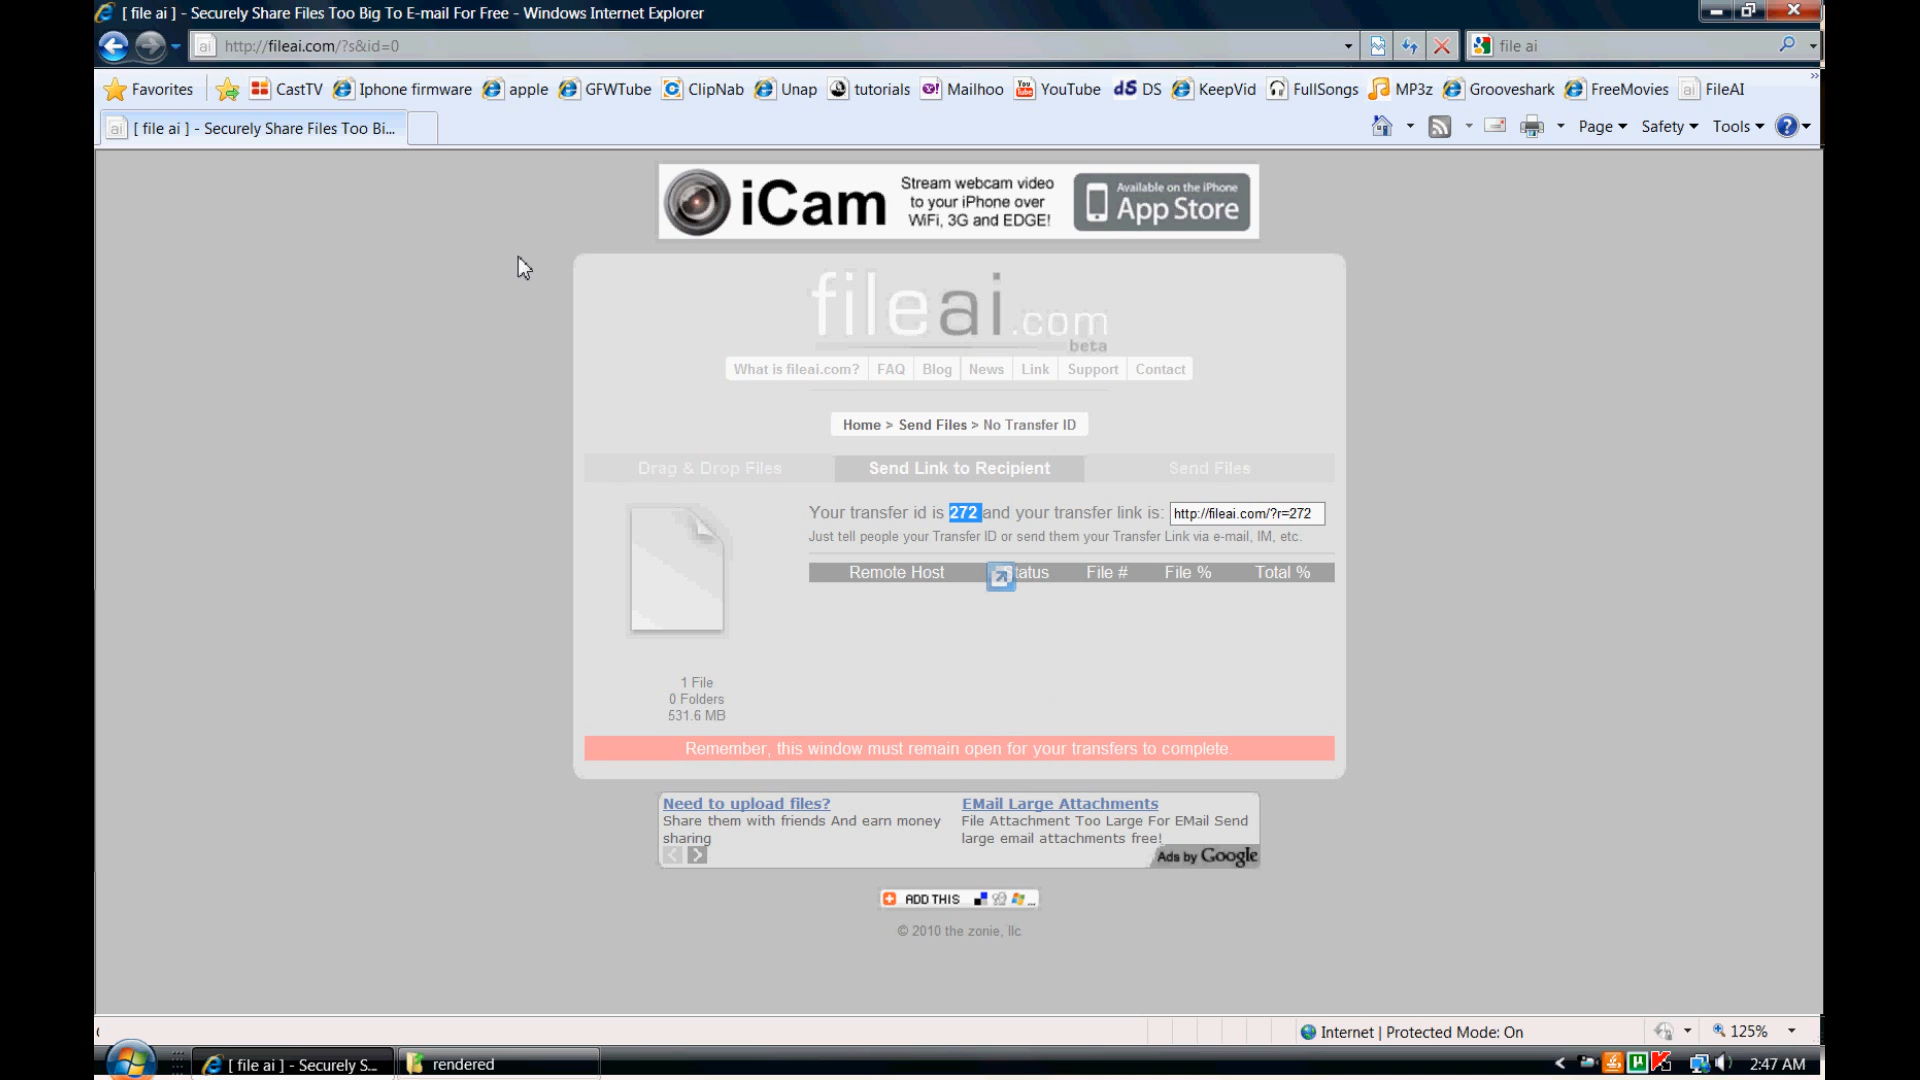 [ file ai ] - Securely Share Files Too Big To E-mail For Free - Windows Internet Explorer
http://fileai.com/?s&id=0
file ai
Favorites
CastTV
Iphone firmware
apple
GFWTube
ClipNab
Unap
tutorials
Mailhoo
YouTube
dS DS
KeepVid
FullSongs
MP3z
Grooveshark
FreeMovies
ai FileAI
[ file ai ] - Securely Share Files Too Bi...
Page
Safety
Tools
iCam
Stream webcam video
to your iPhone over
WiFi, 3G and EDGE!
Available on the iPhone
App Store
fileai.com
beta
What is fileai.com?
FAQ
Blog
News
Link
Support
Contact
Home > Send Files > No Transfer ID
Drag & Drop Files
Send Link to Recipient
Send Files
Your transfer id is 272 and your transfer link is: http://fileai.com/?r=272
Just tell people your Transfer ID or send them your Transfer Link via e-mail, IM, etc.
Remote Host
tatus
File #
File %
Total %
1 File
0 Folders
531.6 MB
Remember, this window must remain open for your transfers to complete.
Need to upload files?
Share them with friends And earn money
sharing
EMail Large Attachments
File Attachment Too Large For EMail Send
large email attachments free!
Ads by Google
ADD THIS
© 2010 the zonie, llc
Internet | Protected Mode: On
125%
[ file ai ] - Securely S...
rendered
2:47 AM